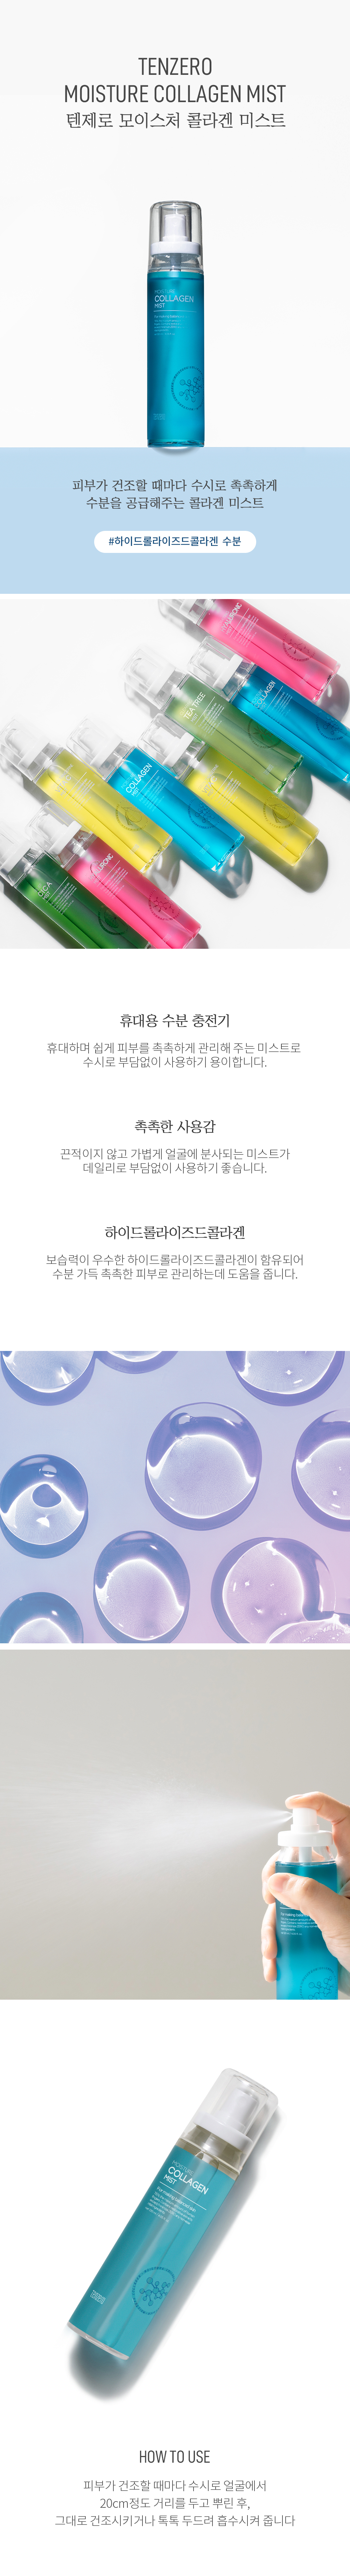 TENZERO
MOISTURE COLLAGEN MIST
텐제로 모이스처 콜라겐 미스트
MOISTURE
COLLAGEN
MIST
피부가 건조할 때마다 수시로 촉촉하게
수분을 공급해주는 콜라겐 미스트
#하이드롤라이즈드콜라겐 수분
TEA TREE
COLLAGEN
COLLAGEN
휴대용 수분 충전기
휴대하며 쉽게 피부를 촉촉하게 관리해 주는 미스트로
수시로 부담없이 사용하기 용이합니다.
촉촉한 사용감
끈적이지 않고 가볍게 얼굴에 분사되는 미스트가
데일리로 부담없이 사용하기 좋습니다.
하이드롤라이즈드콜라겐
보습력이 우수한 하이드롤라이즈드콜라겐이 함유되어
수분 가득 촉촉한 피부로 관리하는데 도움을 줍니다.
MOISTURE
COLLAGEN
MIST
HOW TO USE
피부가 건조할 때마다 수시로 얼굴에서
20cm정도 거리를 두고 뿌린 후,
그대로 건조시키거나 톡톡 두드려 흡수시켜 줍니다